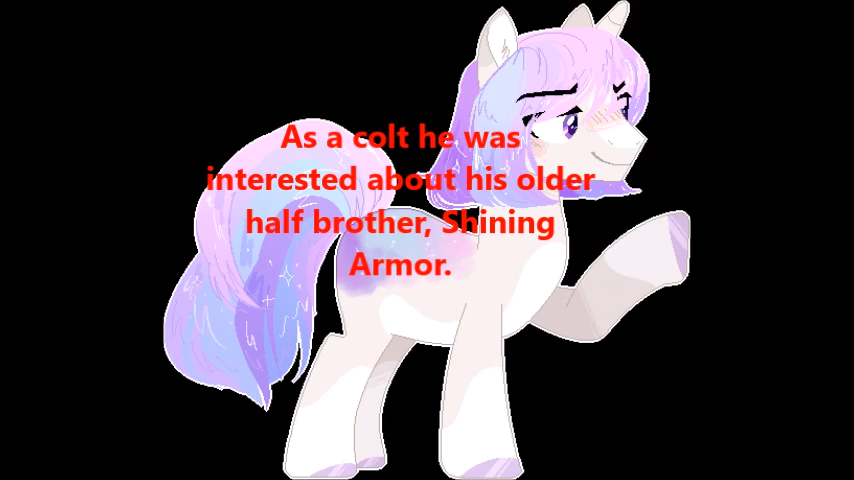 As a colt he was
interested about his older
half brother, Shining
Armor.